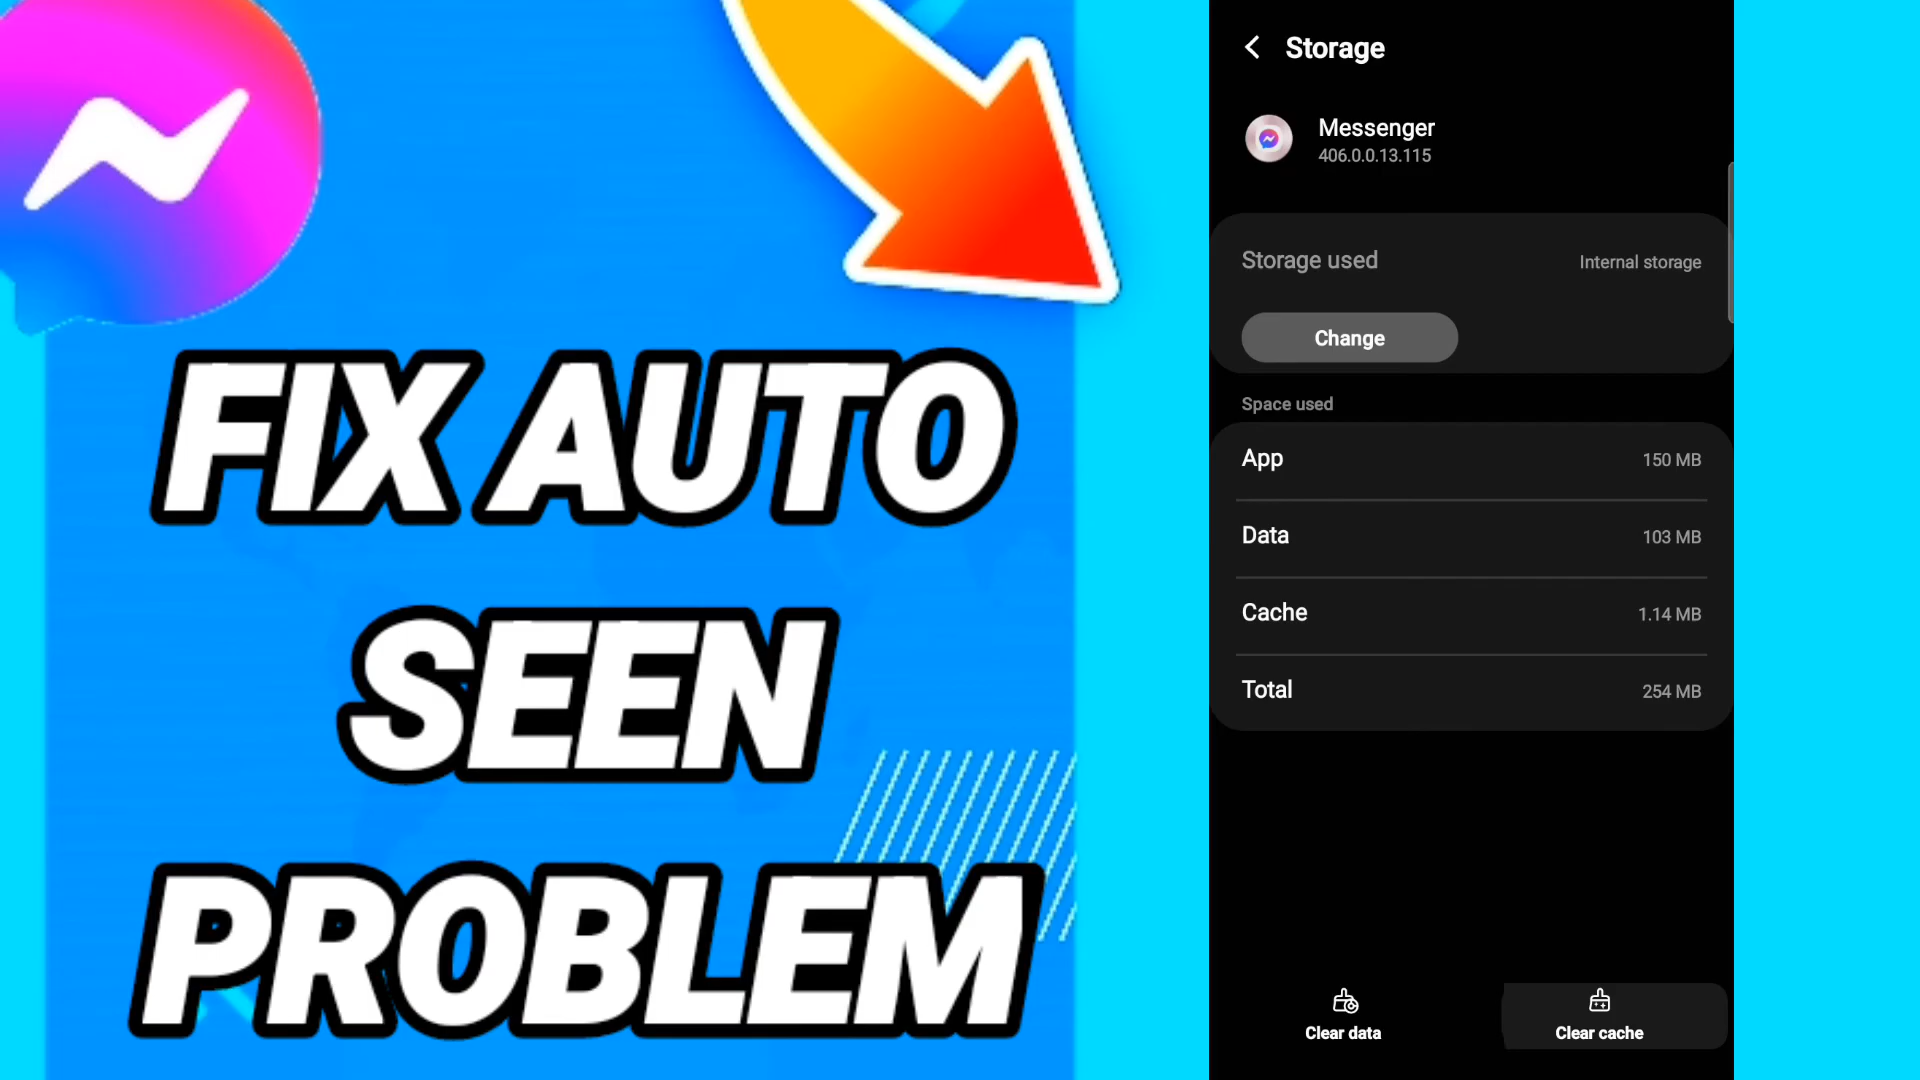 FIX AUTO
SEEN
PROBLEM
Storage
Messenger
406.0.0.13.115
Storage used
Internal storage
Change
Space used
App
150 MB
Data
103 MB
Cache
1.14 MB
Total
254 MB
Clear data
Clear cache